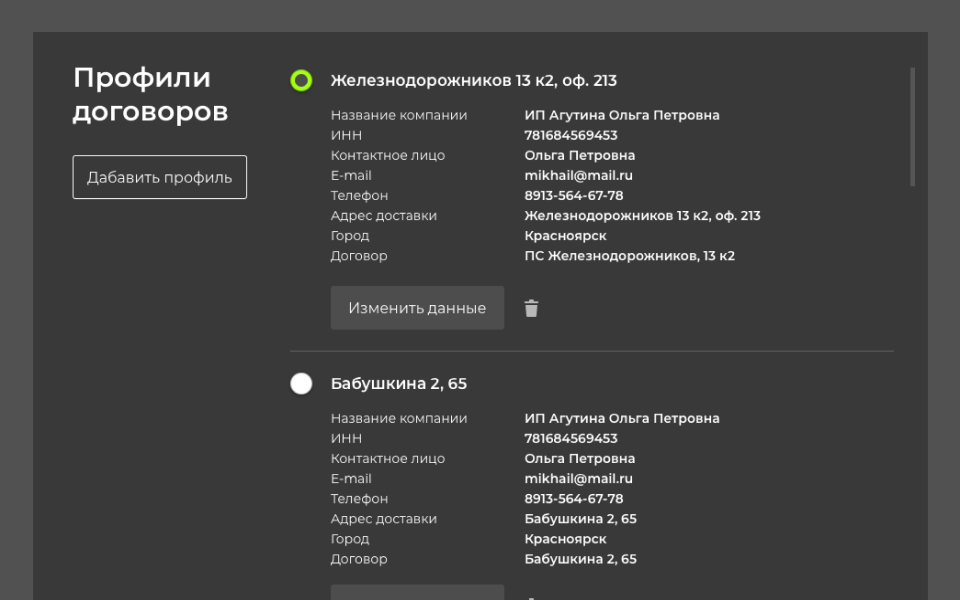 Профили
договоров
Дабавить профиль
Железнодорожников 13 к2, оф. 213
Название компании ИП Агутина Ольга Петровна
ИНН 781684569453
Контактное лицо Ольга Петровна
E-mail mikhail@mail.ru
Телефон 8913-564-67-78
Адрес доставки Железнодорожников 13 к2, оф. 213
Город Красноярск
Договор ПС Железнодорожников, 13 к2
Изменить данные
Бабушкина 2, 65
Название компании ИП Агутина Ольга Петровна
ИНН 781684569453
Контактное лицо Ольга Петровна
E-mail mikhail@mail.ru
Телефон 8913-564-67-78
Адрес доставки Бабушкина 2, 65
Город Красноярск
Договор Бабушкина 2, 65